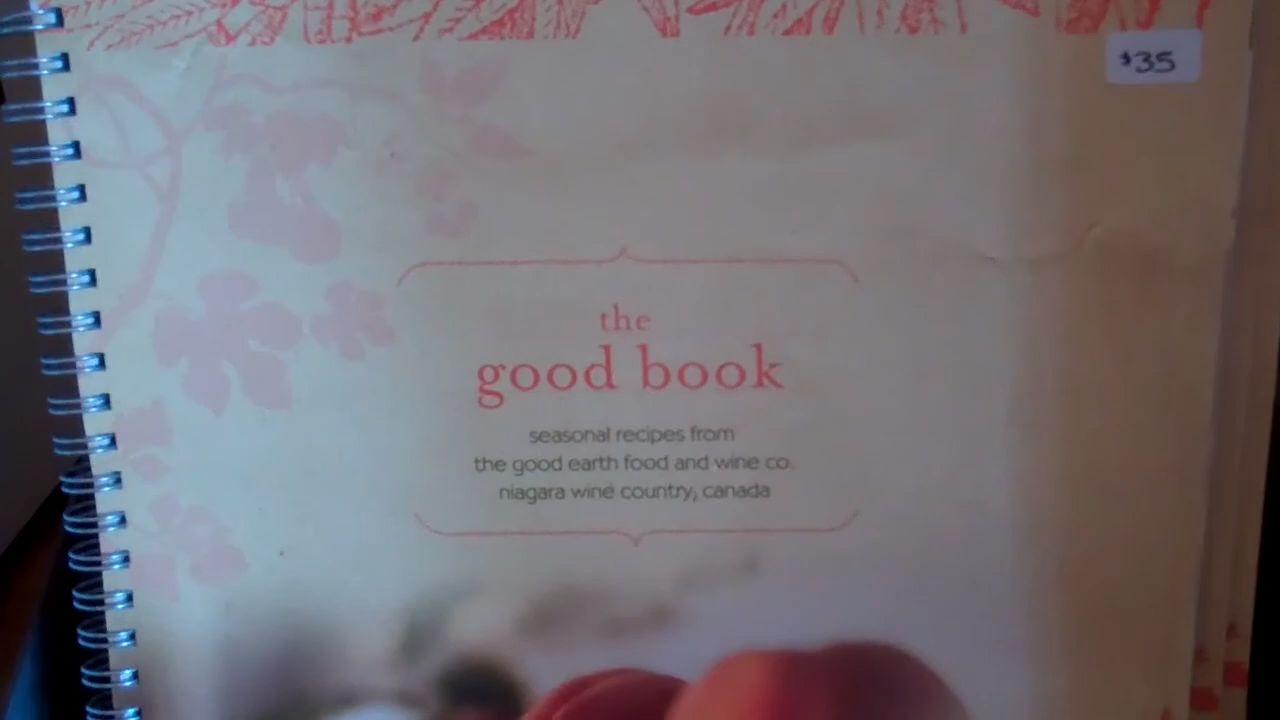 $35
the
good book
seasonal recipes from
the good earth food and wine co.
niagara wine country, canada